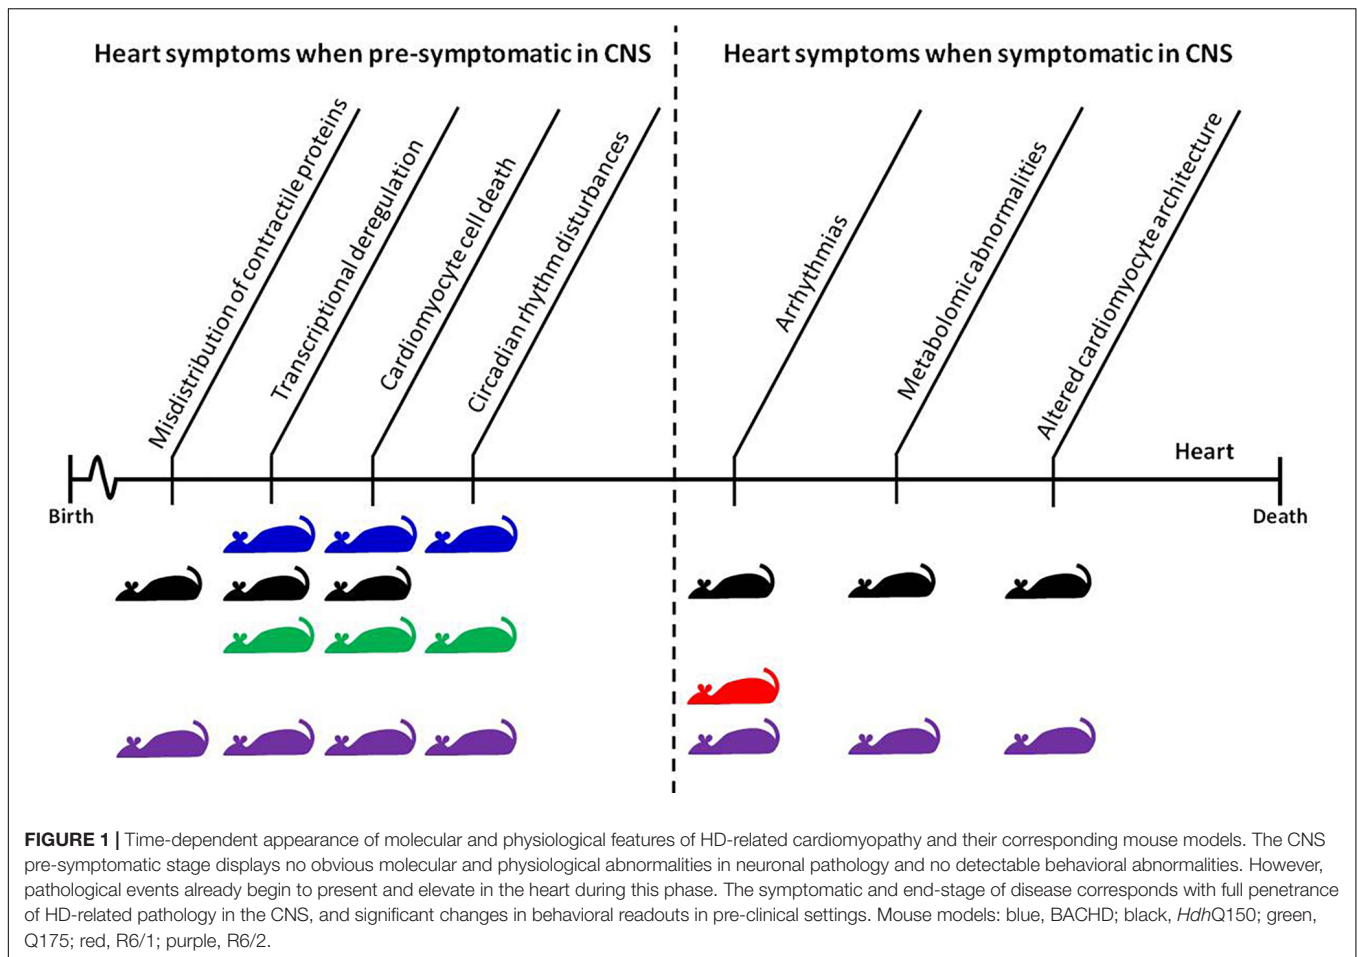 Heart symptoms when pre-symptomatic in CNS
Heart symptoms when symptomatic in CNS
Misdistribution of contractile proteins
Transcriptional deregulation
Cardiomyocyte cell death
Circadian rhythm disturbances
Arrhythmias
Metabolomic abnormalities
Altered cardiomyocyte architecture
Heart
Birth
Death
FIGURE 1 | Time-dependent appearance of molecular and physiological features of HD-related cardiomyopathy and their corresponding mouse models. The CNS
pre-symptomatic stage displays no obvious molecular and physiological abnormalities in neuronal pathology and no detectable behavioral abnormalities. However,
pathological events already begin to present and elevate in the heart during this phase. The symptomatic and end-stage of disease corresponds with full penetrance
of HD-related pathology in the CNS, and significant changes in behavioral readouts in pre-clinical settings. Mouse models: blue, BACHD; black, HdhQ150; green,
Q175; red, R6/1; purple, R6/2.